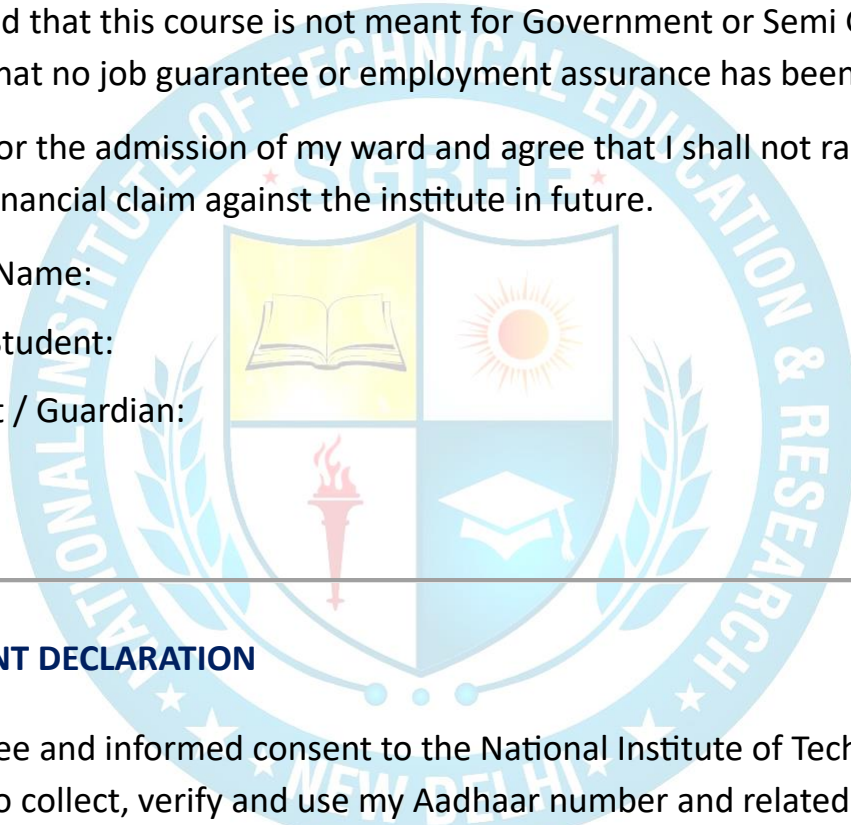 d that this course is not meant for Government or Semi
hat no job guarantee or employment assurance has been
or the admission of my ward and agree that I shall not ra
nancial claim against the institute in future.
Name:
Student:
t / Guardian:
NT DECLARATION
ee and informed consent to the National Institute of Tech
o collect, verify and use my Aadhaar number and related
NATIONAL INSTITUTE OF TECHNICAL EDUCATION & RESEARCH
SGRHE
NEW DELHI